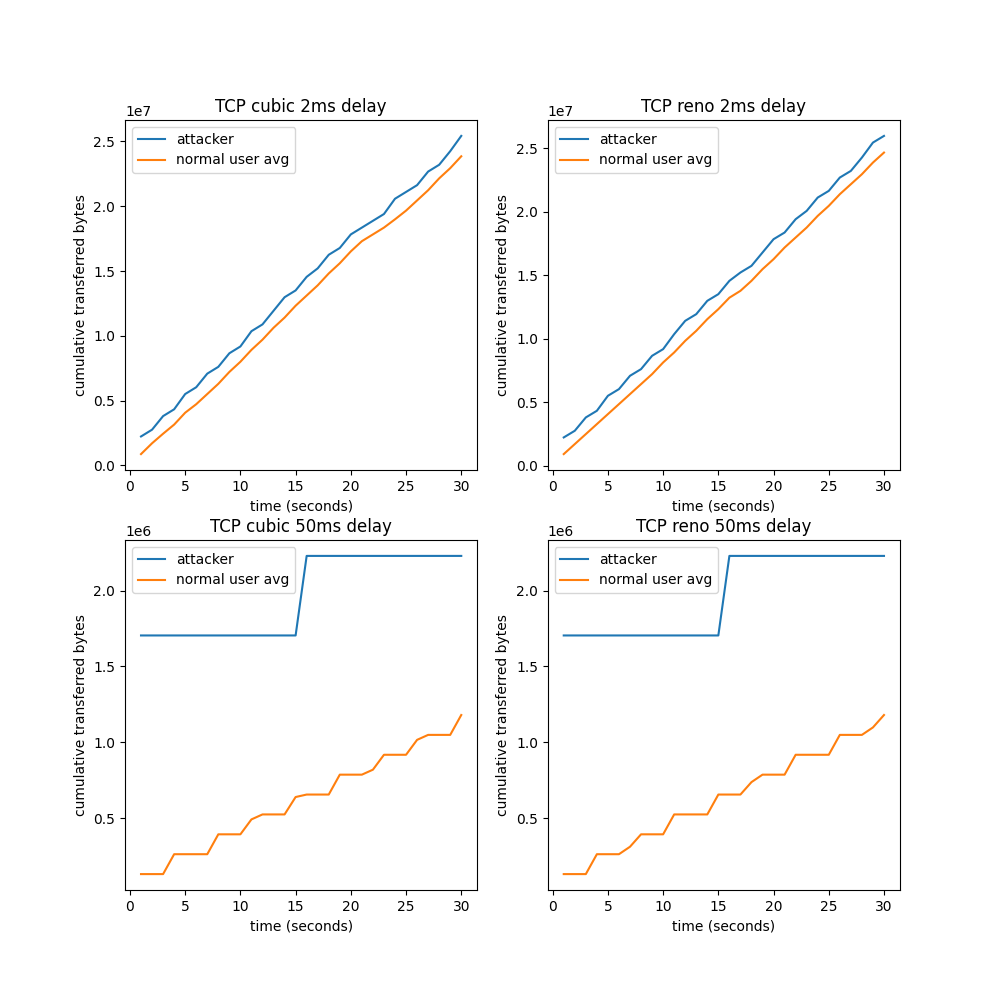 TCP cubic 2ms delay
1e7
attacker
normal user avg
cumulative transferred bytes
2.5
2.0
1.5
1.0
0.5
0.0
0 5 10 15 20 25 30
time (seconds)
TCP reno 2ms delay
1e7
attacker
normal user avg
cumulative transferred bytes
2.5
2.0
1.5
1.0
0.5
0.0
0 5 10 15 20 25 30
time (seconds)
TCP cubic 50ms delay
1e6
attacker
normal user avg
cumulative transferred bytes
2.0
1.5
1.0
0.5
0 5 10 15 20 25 30
time (seconds)
TCP reno 50ms delay
1e6
attacker
normal user avg
cumulative transferred bytes
2.0
1.5
1.0
0.5
0 5 10 15 20 25 30
time (seconds)